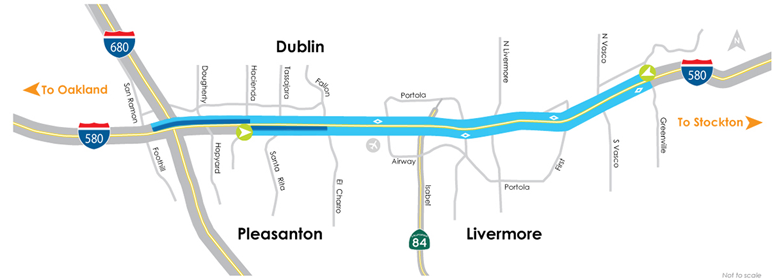 680
Dublin
N Vasco
N Livermore
580
To Oakland
San Ramon
Dougherty
Hacienda
Tassajara
Fallon
Portola
To Stockton
580
Greenville
Foothill
Hopyard
Santa
Rita
El Charro
Airway
Isabel
First
Portola
S Vasco
Pleasanton
84
Livermore
Not to scale